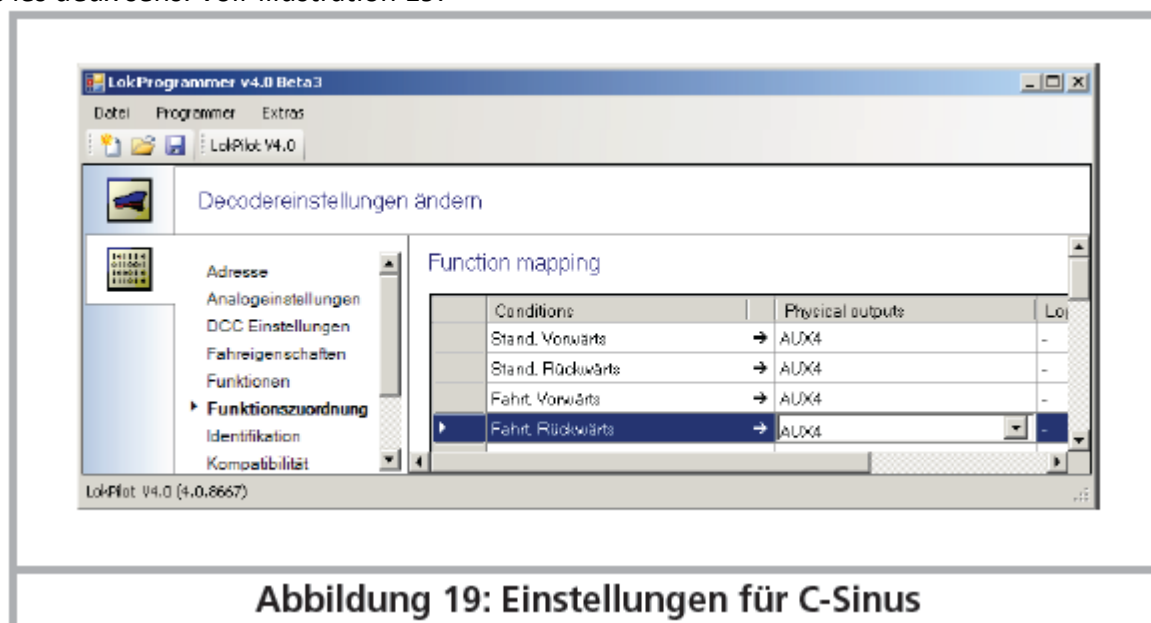 LokProgrammer v4.0 Beta3
Datei Programmer Extras
LokPilot V4.0
Decodereinstellungen ändern
Adresse
Analogeinstellungen
DCC Einstellungen
Fahreigenschaften
Funktionen
Funktionszuordnung
Identifikation
Kompatibilität
Function mapping
Conditions Physical outputs
Stand, Vorwärts → AUX4 -
Stand, Rückwärts → AUX4 -
Fahrt, Vorwärts → AUX4 -
Fahrt, Rückwärts → AUX4 -
LokPilot V4.0 (4.0.8667)
Abbildung 19: Einstellungen für C-Sinus